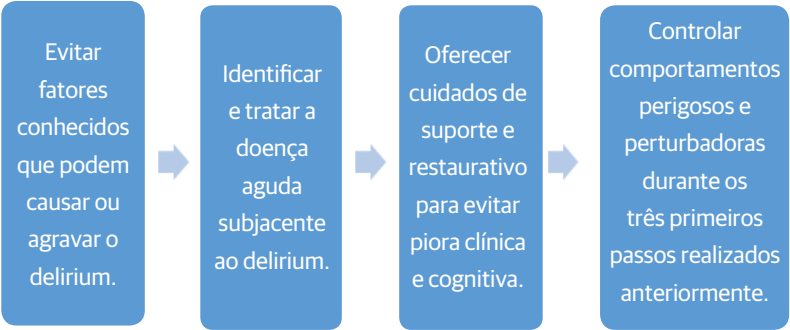 Evitar
fatores
conhecidos
que podem
causar ou
agravar o
delirium.
Identificar
e tratar a
doença
aguda
subjacente
ao delirium.
Oferecer
cuidados de
suporte e
restaurativo
para evitar
piora clínica
e cognitiva.
Controlar
comportamentos
perigosos e
perturbadoras
durante os
três primeiros
passos realizados
anteriormente.